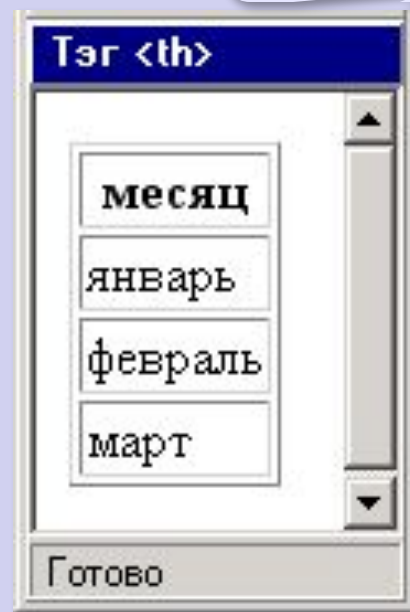 Тэг <th>
месяц
январь
февраль
март
Готово